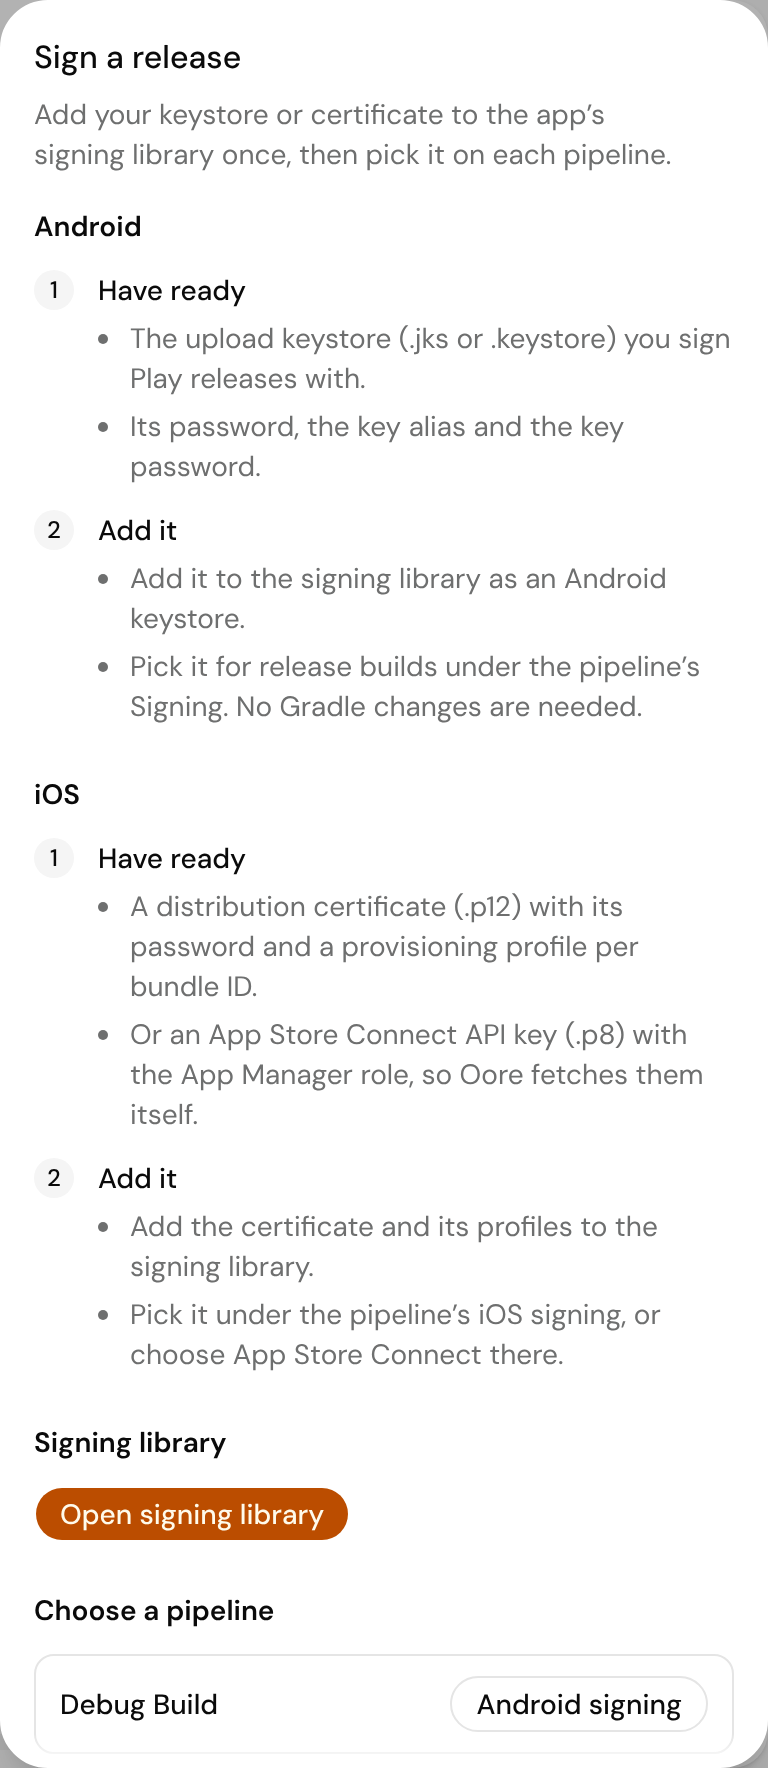 Sign a release
Add your keystore or certificate to the app’s
signing library once, then pick it on each pipeline.
Android
1 Have ready
• The upload keystore (.jks or .keystore) you sign
Play releases with.
• Its password, the key alias and the key
password.
2 Add it
• Add it to the signing library as an Android
keystore.
• Pick it for release builds under the pipeline’s
Signing. No Gradle changes are needed.
iOS
1 Have ready
• A distribution certificate (.p12) with its
password and a provisioning profile per
bundle ID.
• Or an App Store Connect API key (.p8) with
the App Manager role, so Oore fetches them
itself.
2 Add it
• Add the certificate and its profiles to the
signing library.
• Pick it under the pipeline’s iOS signing, or
choose App Store Connect there.
Signing library
Open signing library
Choose a pipeline
Debug Build Android signing